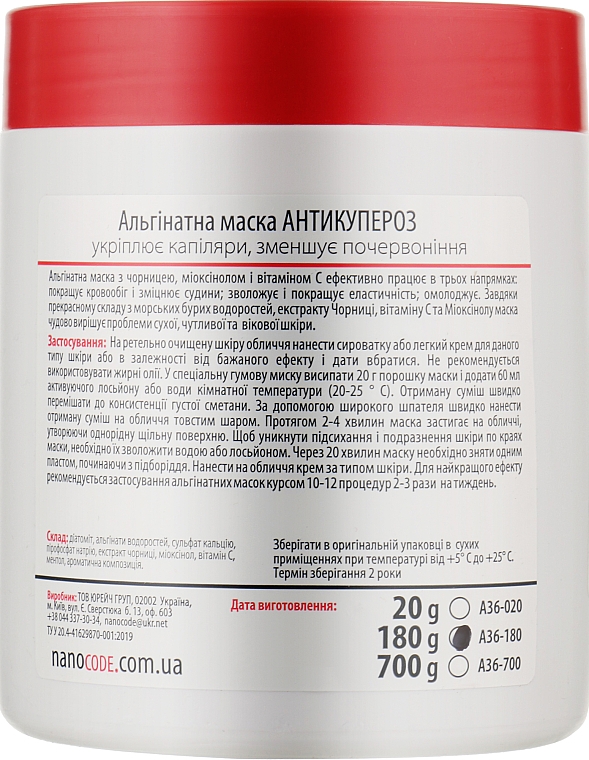 Альгінатна маска АНТИКУПЕРОЗ
укріплює капіляри, зменшує почервоніння
Альгінатна маска з чорницею, міоксінолом і вітаміном С ефективно працює в трьох напрямках:
покращує кровообіг і зміцнює судини; зволожує і покращує еластичність; омолоджує. Завдяки
прекрасному складу з морських бурих водоростей, екстракту Чорниці, вітаміну С та Міоксінолу маска
чудово вирішує проблеми сухої, чутливої та вікової шкіри.
Застосування: На ретельно очищену шкіру обличчя нанести сироватку або легкий крем для даного
типу шкіри або в залежності від бажаного ефекту і дати вбратися. Не рекомендується
використовувати жирні олії. У спеціальну гумову миску висипати 20 г порошку маски і додати 60 мл
активуючого лосьйону або води кімнатної температури (20-25 ° С). Отриману суміш швидко
перемішати до консистенції густої сметани. За допомогою широкого шпателя швидко нанести
отриману суміш на обличчя товстим шаром. Протягом 2-4 хвилин маска застигає на обличчі,
утворюючи однорідну щільну поверхню. Щоб уникнути підсихання і подразнення шкіри по краях
маски, необхідно їх зволожити водою або лосьйоном. Через 20 хвилин маску необхідно зняти одним
пластом, починаючи з підборіддя. Нанести на обличчя крем за типом шкіри. Для найкращого ефекту
рекомендується застосування альгінатних масок курсом 10-12 процедур 2-3 рази на тиждень.
Склад: діатоміт, альгінати водоростей, сульфат кальцію,
пірофосфат натрію, екстракт чорниці, міоксінол, вітамін С,
ментол, ароматична композиція.
Зберігати в оригінальній упаковці в сухих
приміщеннях при температурі від +5° С до +25° С.
Термін зберігання 2 роки
Виробник: ТОВ ЮРЕЙЧ ГРУП, 02002 Україна,
м. Київ, вул. Є. Сверстюка б. 13, оф. 603
+38 044 337-30-34, nanocode@ukr.net
ТУ У 20.4-41629870-001:2019
nanoCODE.com.ua
Дата виготовлення:
20 g А36-020
180 g А36-180
700 g А36-700